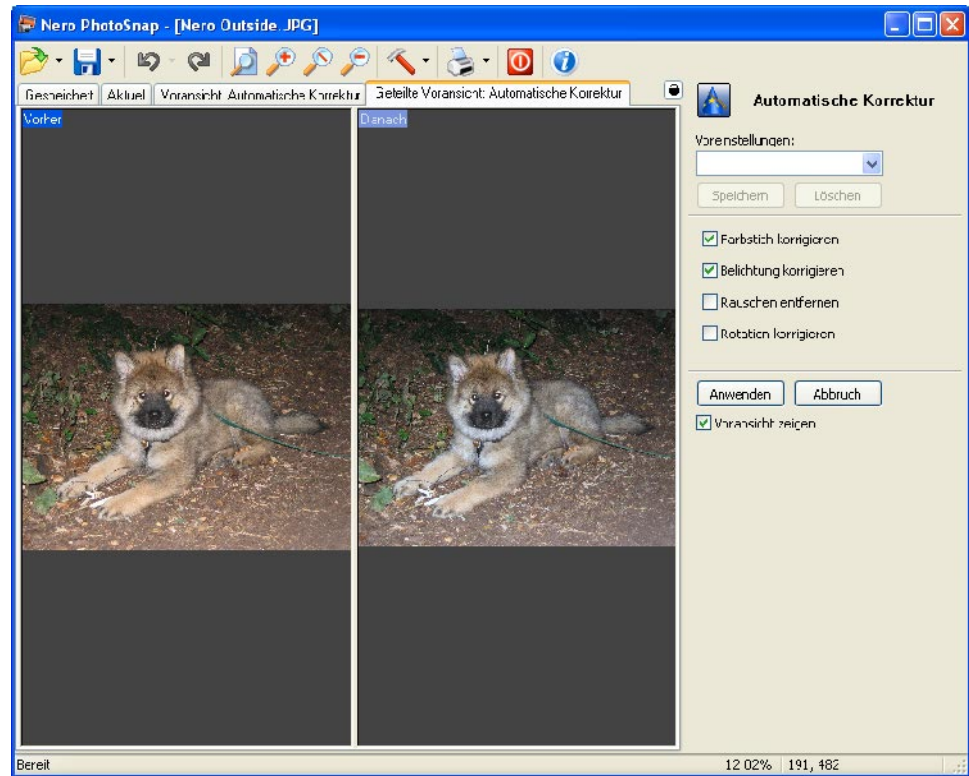 Nero PhotoSnap - [Nero Outside.JPG]
Gespeichert Aktuell Voransicht: Automatische Korrektur Geteilte Voransicht: Automatische Korrektur
Vorher Danach
Automatische Korrektur
Voreinstellungen:
Speichern Löschen
Farbstich korrigieren
Belichtung korrigieren
Rauschen entfernen
Rotation korrigieren
Anwenden Abbruch
Voransicht zeigen
Bereit 12.02% 191, 482